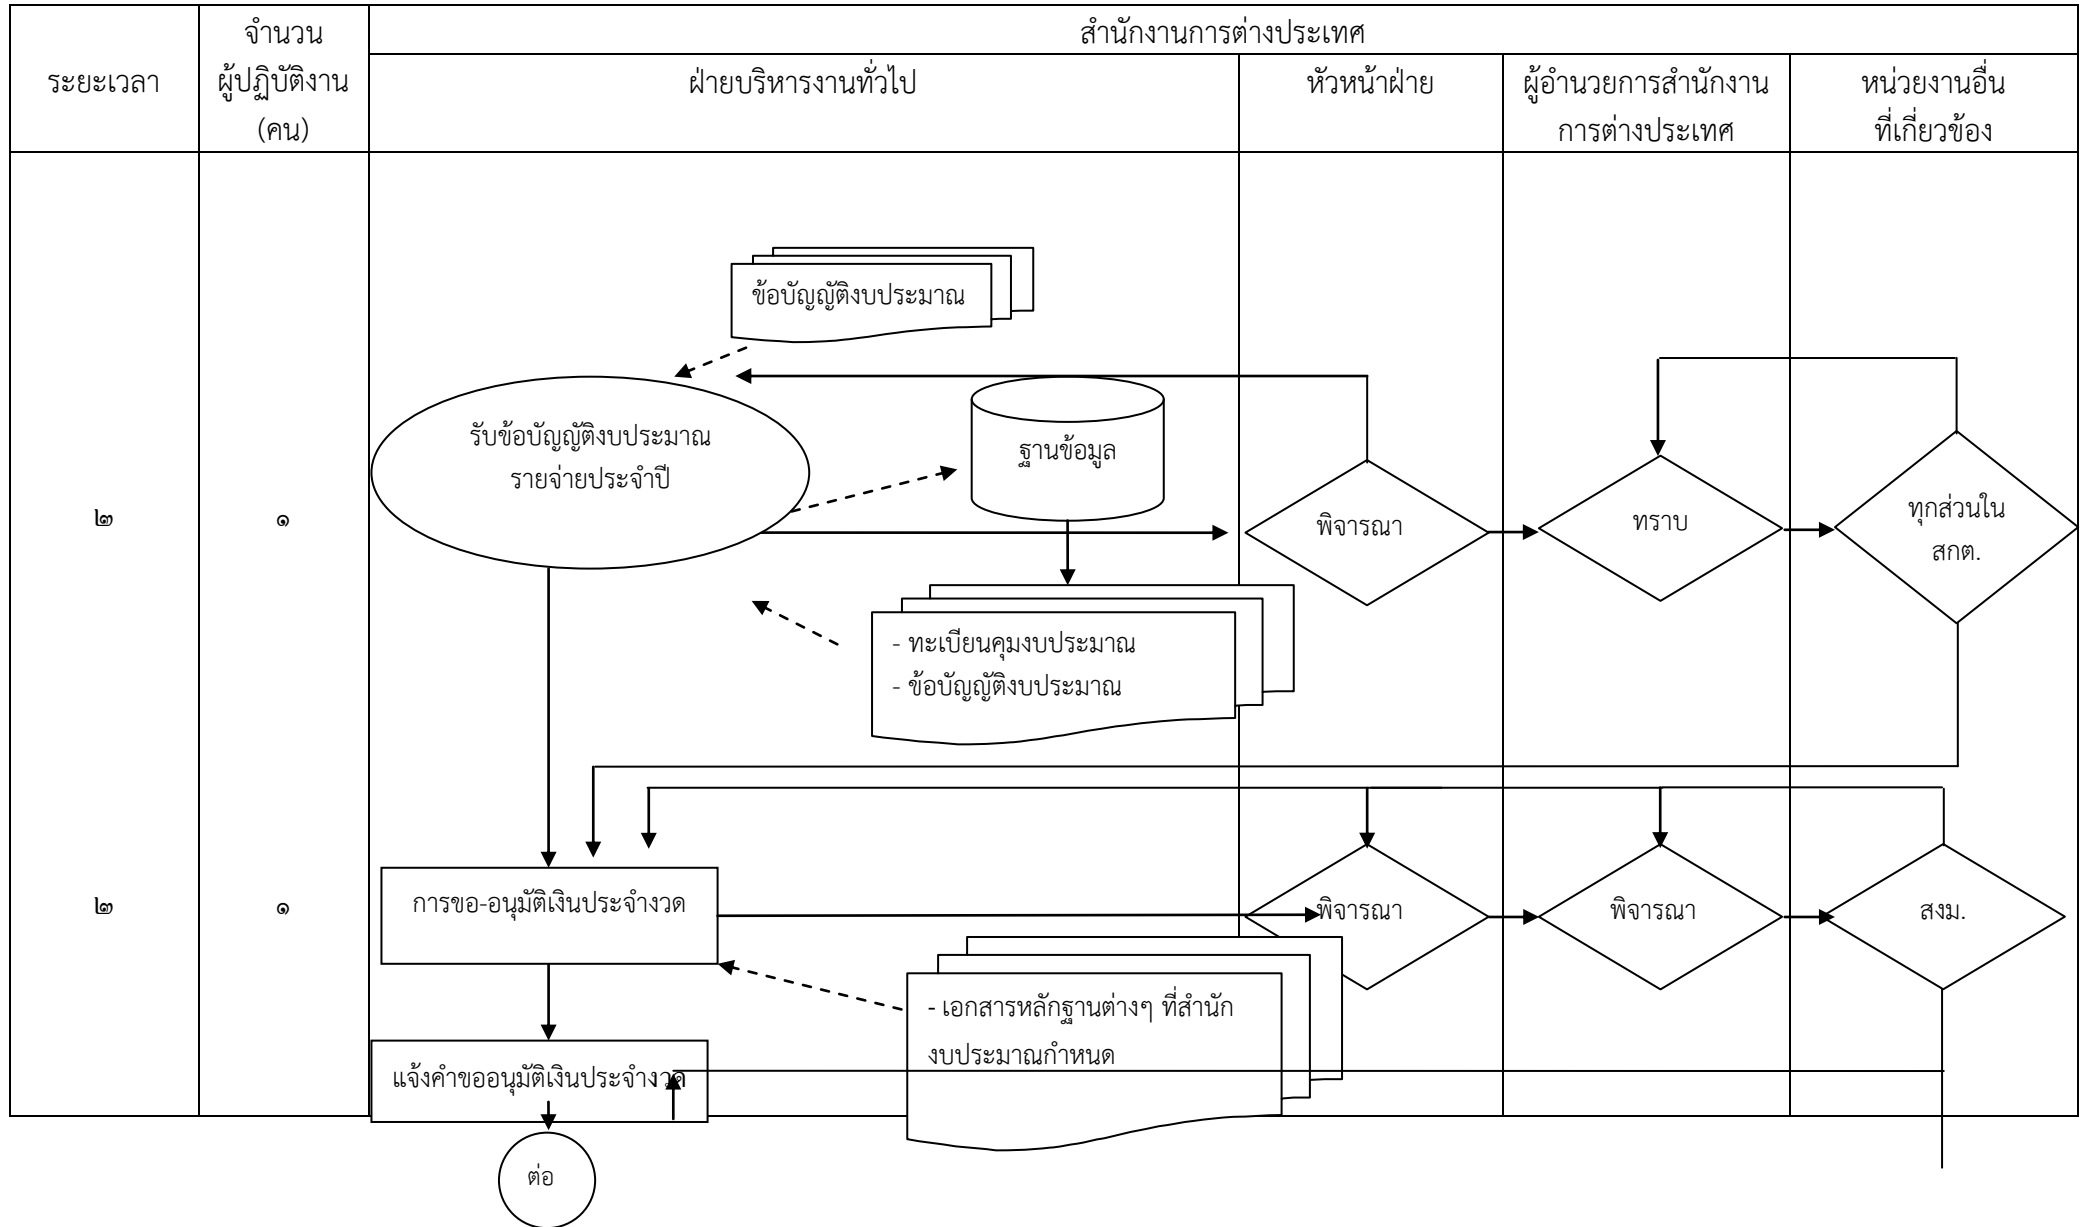 ระยะเวลา
จำนวน
ผู้ปฏิบัติงาน
(คน)
สำนักงานการต่างประเทศ
ฝ่ายบริหารงานทั่วไป
หัวหน้าฝ่าย
ผู้อำนวยการสำนักงาน
การต่างประเทศ
หน่วยงานอื่น
ที่เกี่ยวข้อง
ข้อบัญญัติงบประมาณ
รับข้อบัญญัติงบประมาณ
รายจ่ายประจำปี
ฐานข้อมูล
๒
๑
พิจารณา
ทราบ
ทุกส่วนใน
สกต.
- ทะเบียนคุมงบประมาณ
- ข้อบัญญัติงบประมาณ
๒
๑
การขอ-อนุมัติเงินประจำงวด
พิจารณา
พิจารณา
สงม.
- เอกสารหลักฐานต่างๆ ที่สำนัก
งบประมาณกำหนด
แจ้งคำขออนุมัติเงินประจำงวด
ต่อ